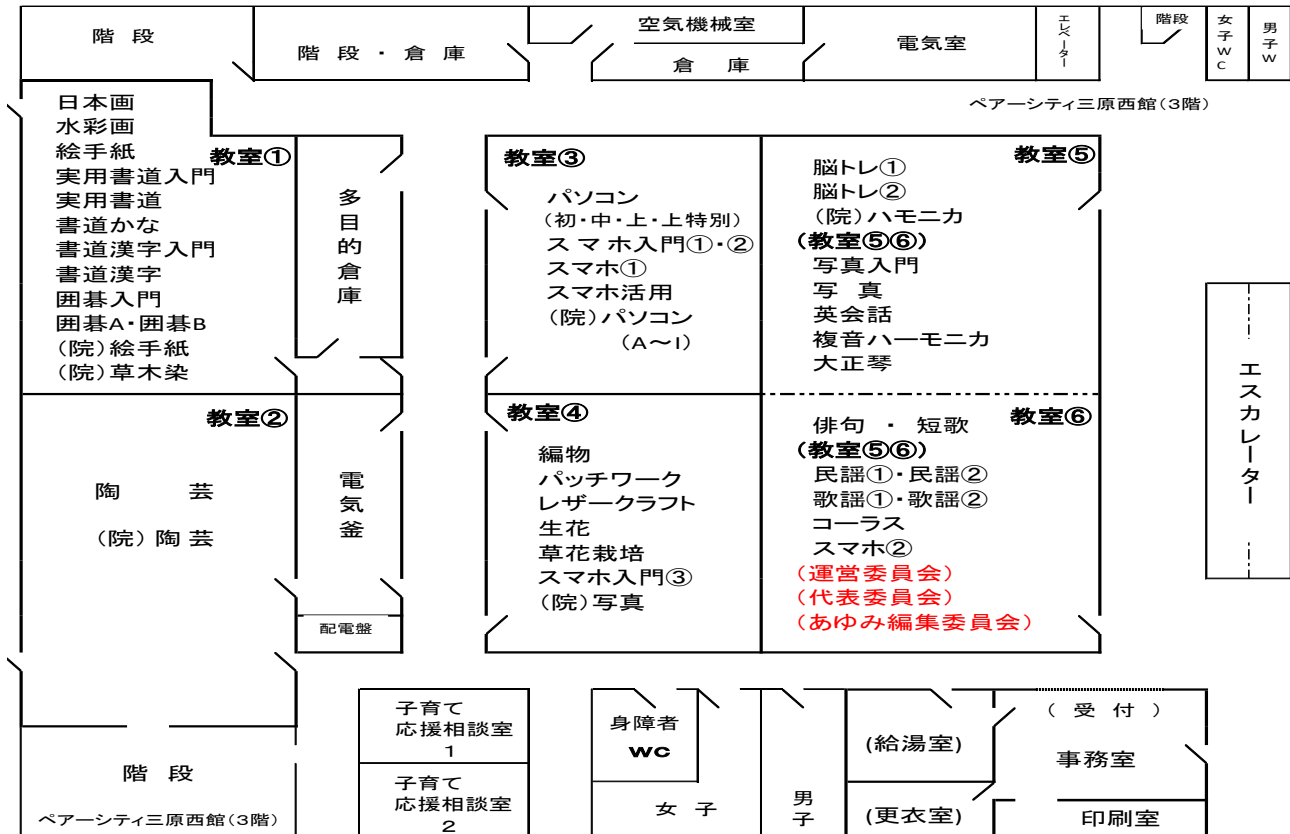 階 段
階 段 ・ 倉 庫
空気機械室
倉 庫
電気室
エレベーター
階段
女子WC
男子W
ペアーシティ三原西館(3階)
教室①
日本画
水彩画
絵手紙
実用書道入門
実用書道
書道かな
書道漢字入門
書道漢字
囲碁入門
囲碁A・囲碁B
(院)絵手紙
(院)草木染
多目的倉庫
教室③
パソコン
(初・中・上・上特別)
スマホ入門①・②
スマホ①
スマホ活用
(院)パソコン
(A～I)
教室⑤
脳トレ①
脳トレ②
(院)ハモニカ
(教室⑤⑥)
写真入門
写 真
英会話
複音ハーモニカ
大正琴
エスカレーター
教室②
陶 芸
(院)陶芸
電気釜
配電盤
教室④
編物
パッチワーク
レザークラフト
生花
草花栽培
スマホ入門③
(院)写真
教室⑥
俳句 ・ 短歌
(教室⑤⑥)
民謡①・民謡②
歌謡①・歌謡②
コーラス
スマホ②
(運営委員会)
(代表委員会)
(あゆみ編集委員会)
階 段
ペアーシティ三原西館(3階)
子育て
応援相談室
1
子育て
応援相談室
2
身障者
WC
女 子
男子
(給湯室)
(更衣室)
( 受 付 )
事務室
印刷室